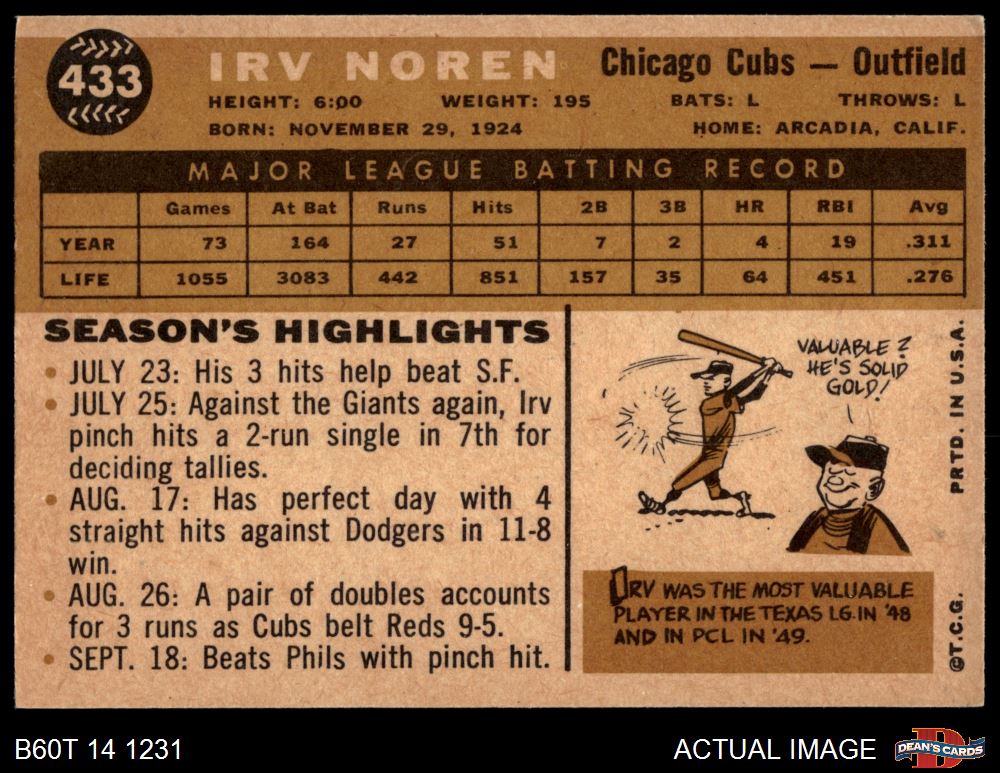 433
IRV NOREN
Chicago Cubs — Outfield
HEIGHT: 6:00 WEIGHT: 195 BATS: L THROWS: L
BORN: NOVEMBER 29, 1924 HOME: ARCADIA, CALIF.
MAJOR LEAGUE BATTING RECORD
Games At Bat Runs Hits 2B 3B HR RBI Avg
YEAR 73 164 27 51 7 2 4 19 .311
LIFE 1055 3083 442 851 157 35 64 451 .276
SEASON'S HIGHLIGHTS
• JULY 23: His 3 hits help beat S.F.
• JULY 25: Against the Giants again, Irv
pinch hits a 2-run single in 7th for
deciding tallies.
• AUG. 17: Has perfect day with 4
straight hits against Dodgers in 11-8
win.
• AUG. 26: A pair of doubles accounts
for 3 runs as Cubs belt Reds 9-5.
• SEPT. 18: Beats Phils with pinch hit.
VALUABLE?
HE'S SOLID
GOLD!
IRV WAS THE MOST VALUABLE
PLAYER IN THE TEXAS LG. IN '48
AND IN PCL IN '49.
©T.C.G. PRTD. IN U.S.A.
B60T 14 1231
ACTUAL IMAGE
D
DEAN'S CARDS